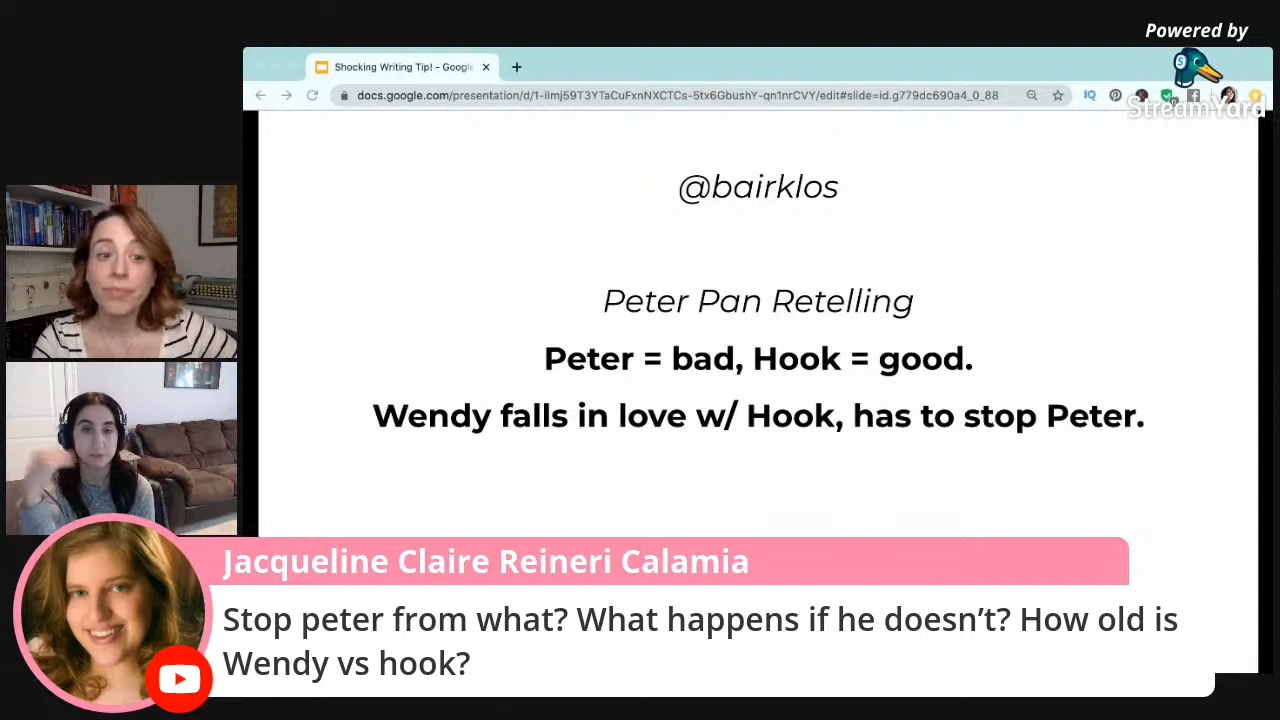 Powered by
StreamYard
Shocking Writing Tip! - Google
docs.google.com/presentation/d/1-iImj59T3YTaCuFxnNXCTCs-5tx6GbushY-qn1nrCVY/edit#slide=id.g779dc690a4_0_88
@bairklos
Peter Pan Retelling
Peter = bad, Hook = good.
Wendy falls in love w/ Hook, has to stop Peter.
Jacqueline Claire Reineri Calamia
Stop peter from what? What happens if he doesn’t? How old is
Wendy vs hook?